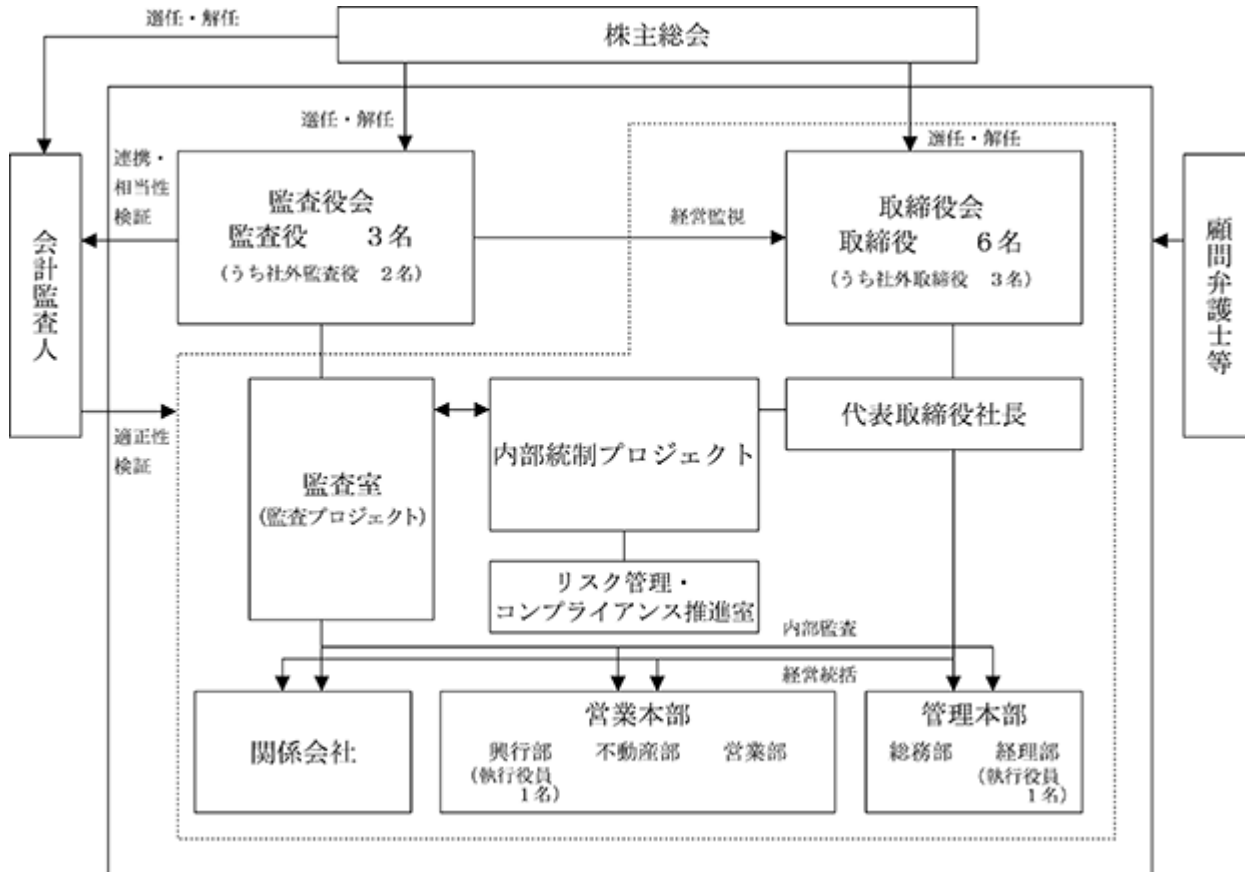 選任・解任
株主総会
選任・解任
選任・解任
連携・
相当性
検証
監査役会
監査役　　3名
(うち社外監査役　2名)
経営監視
取締役会
取締役　　6名
(うち社外取締役　3名)
会計監査人
顧問弁護士等
適正性
検証
監査室
(監査プロジェクト)
内部統制プロジェクト
代表取締役社長
リスク管理・
コンプライアンス推進室
内部監査
経営統括
関係会社
営業本部
興行部　不動産部　営業部
(執行役員
1名)
管理本部
総務部　経理部
(執行役員
1名)